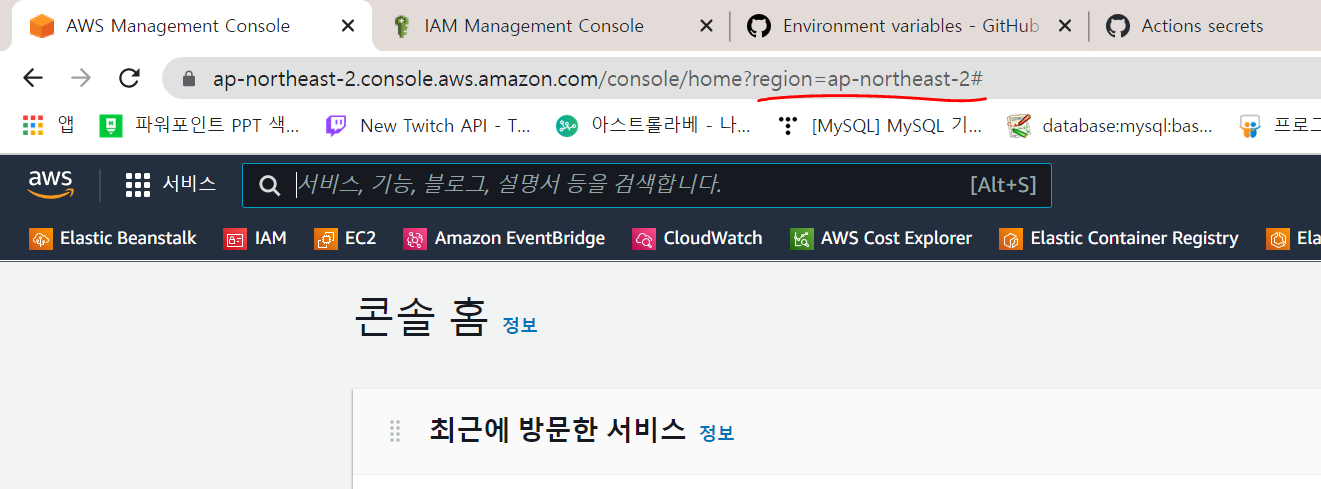 AWS Management Console
IAM Management Console
Environment variables - GitHub
Actions secrets
ap-northeast-2.console.aws.amazon.com/console/home?region=ap-northeast-2#
앱
파워포인트 PPT 색...
New Twitch API - T...
아스트롤라베 - 나...
[MySQL] MySQL 기...
database:mysql:bas...
프로그
aws
서비스
서비스, 기능, 블로그, 설명서 등을 검색합니다.
[Alt+S]
Elastic Beanstalk
IAM
EC2
Amazon EventBridge
CloudWatch
AWS Cost Explorer
Elastic Container Registry
Ela
콘솔 홈 정보
최근에 방문한 서비스 정보